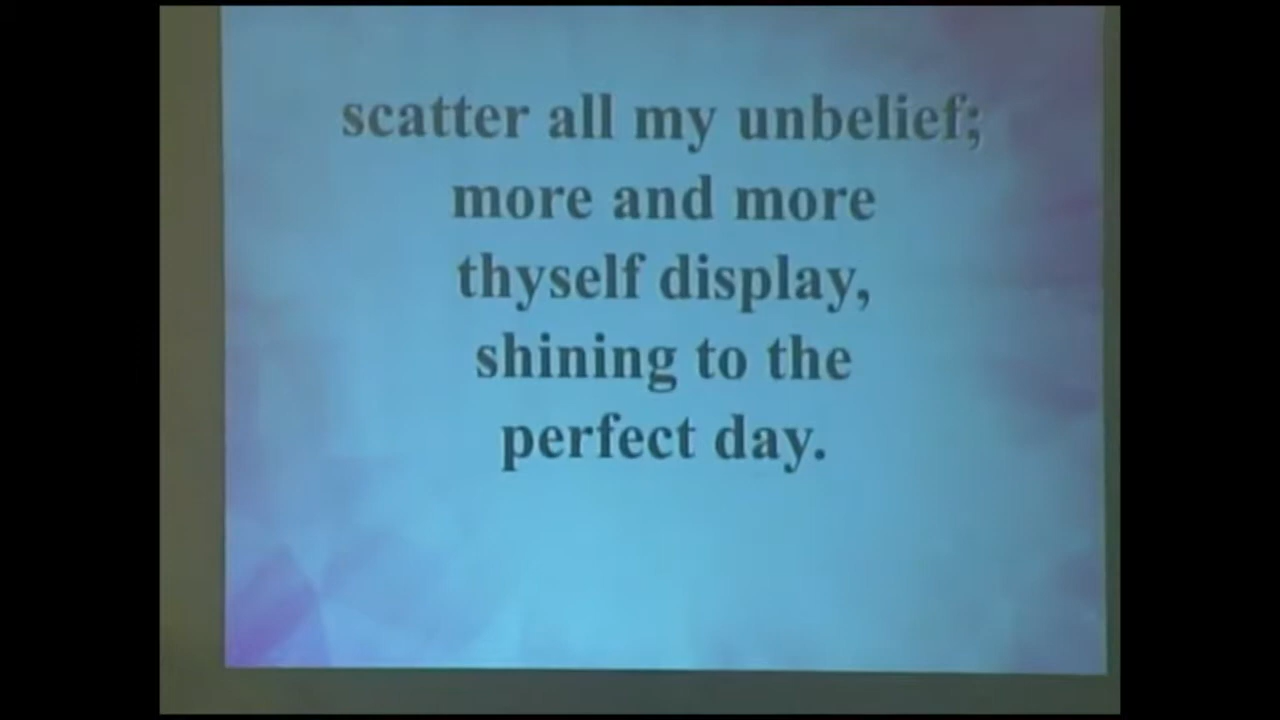 scatter all my unbelief;
more and more
thyself display,
shining to the
perfect day.